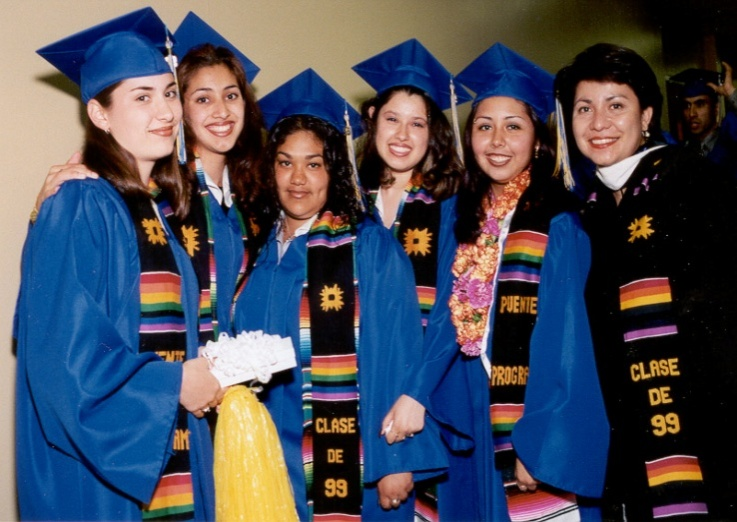 CLASE
DE
99
PUENTE
PROGRA
CLASE
DE
99